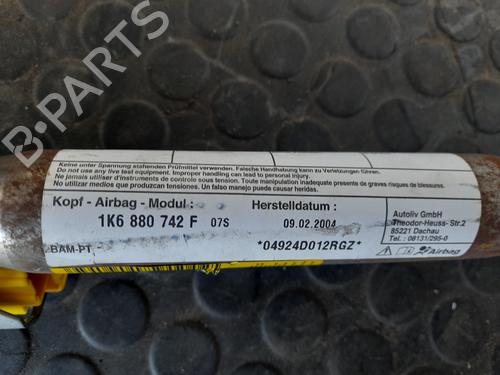 B-PARTS
Keine unter Spannung stehenden Prüfmittel verwenden. Falsche Handhabung kann zu Verletzungen führen.
Do not use any live test equipment. Improper handling can lead to personal injury.
Ne jamais utiliser d'instruments de controle sous tension. Toute manipulation inadéquate présente de graves risques de blessures.
No utilizar medios que produzcan tensiones. Un falso manejo puede causar lesiones.
Kopf - Airbag - Modul :
Herstelldatum :
1K6 880 742 F 07S
09.02.2004
BAM-PT
*04924D012RGZ*
Autoliv GmbH
Theodor-Heuss- Str.2
85221 Dachau
Tel. : 08131/295-0
Airbag